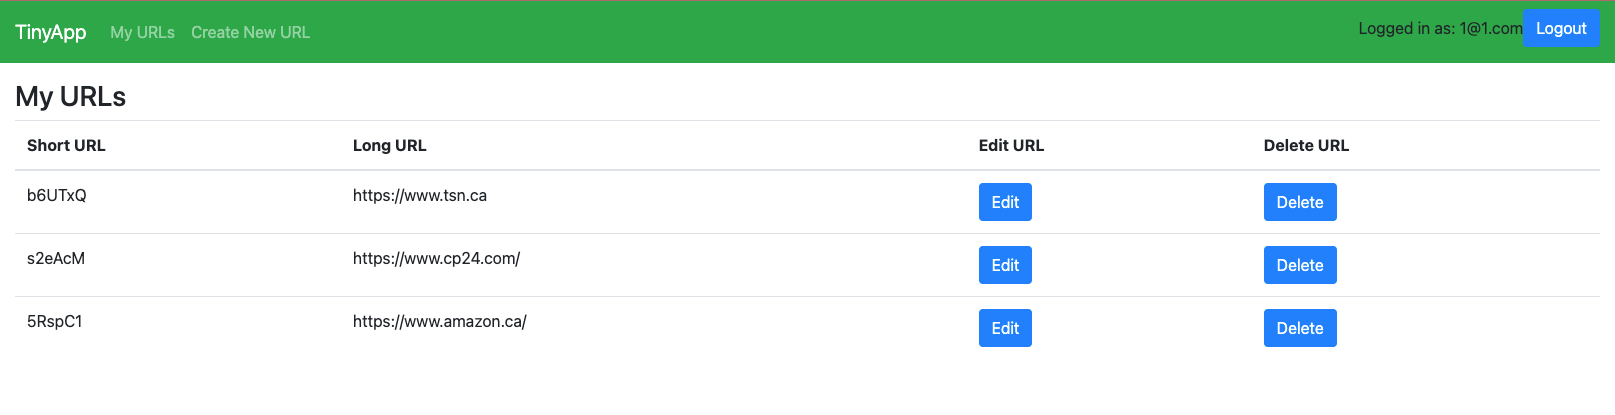 TinyApp My URLs Create New URL Logged in as: 1@1.com Logout
My URLs
Short URL Long URL Edit URL Delete URL
b6UTxQ https://www.tsn.ca Edit Delete
s2eAcM https://www.cp24.com/ Edit Delete
5RspC1 https://www.amazon.ca/ Edit Delete